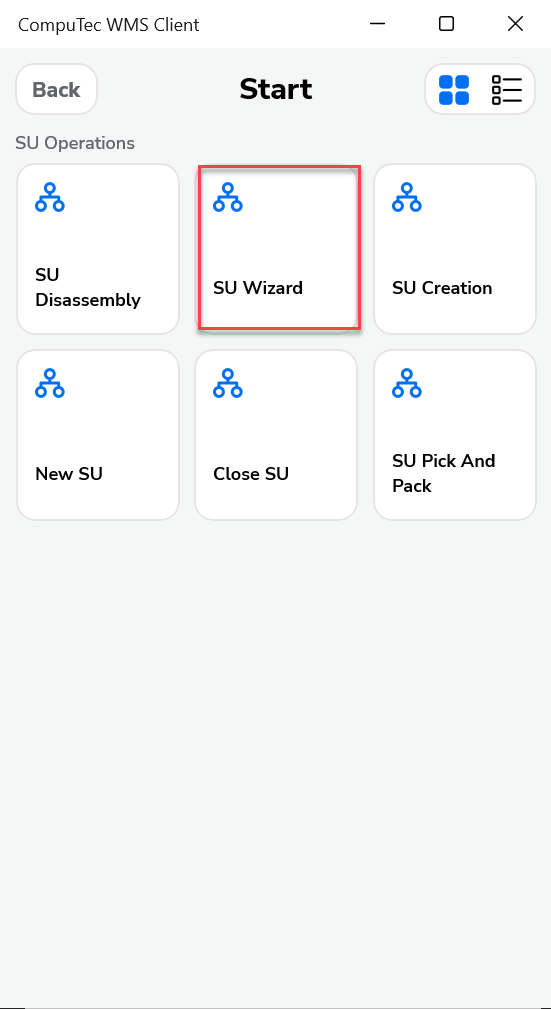 CompuTec WMS Client
Back
Start
SU Operations
SU
Disassembly
SU Wizard
SU Creation
New SU
Close SU
SU Pick And
Pack